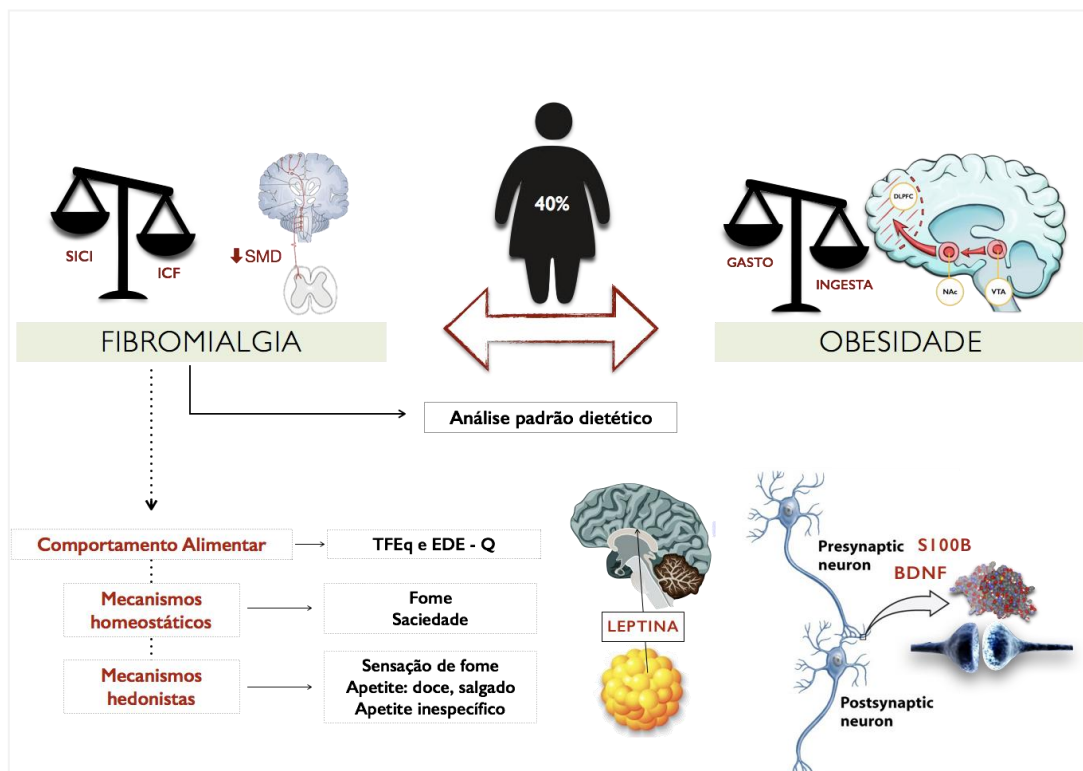 40%
SICI
ICF
⬇SMD
GASTO
INGESTA
DLPFC
NAc
VTA
FIBROMIALGIA
OBESIDADE
Análise padrão dietético
Comportamento Alimentar
TFEq e EDE - Q
Mecanismos
homeostáticos
Fome
Saciedade
Mecanismos
hedonistas
Sensação de fome
Apetite: doce, salgado
Apetite inespecífico
LEPTINA
Presynaptic
neuron
S100B
BDNF
Postsynaptic
neuron